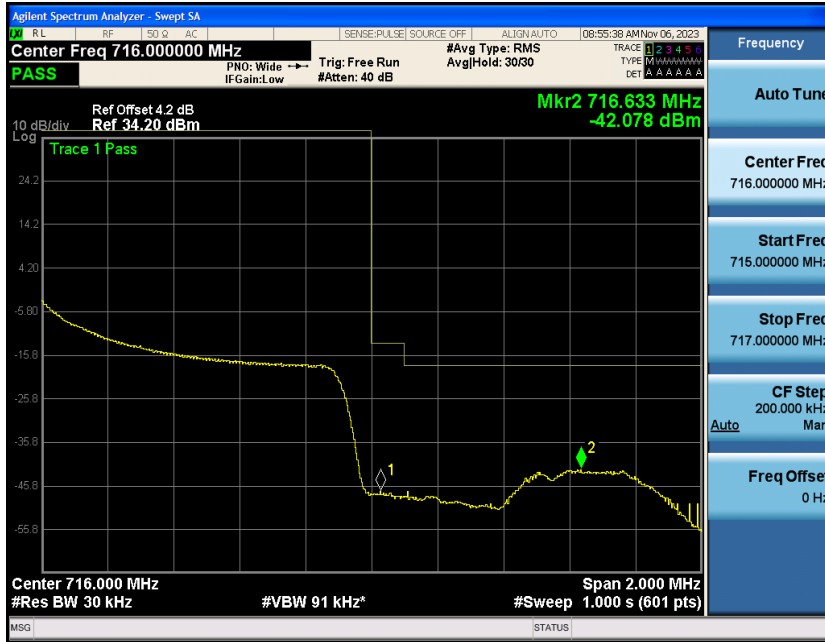 Agilent Spectrum Analyzer - Swept SA
LXI RL RF 50 Ω AC SENSE:PULSE SOURCE OFF ALIGN AUTO 08:55:38 AM Nov 06, 2023
Center Freq 716.000000 MHz
PASS
PNO: Wide
IFGain:Low
Trig: Free Run
#Atten: 40 dB
#Avg Type: RMS
Avg|Hold: 30/30
TRACE 1 2 3 4 5 6
TYPE M WWWWW
DET A A A A A A
Ref Offset 4.2 dB
10 dB/div Ref 34.20 dBm
Log
Mkr2 716.633 MHz
-42.078 dBm
Trace 1 Pass
24.2
14.2
4.20
-5.80
-15.8
-25.8
-35.8
-45.8
-55.8
1
2
Center 716.000 MHz Span 2.000 MHz
#Res BW 30 kHz #VBW 91 kHz* #Sweep 1.000 s (601 pts)
MSG STATUS
Frequency
Auto Tune
Center Freq
716.000000 MHz
Start Freq
715.000000 MHz
Stop Freq
717.000000 MHz
CF Step
200.000 kHz
Auto Man
Freq Offset
0 Hz